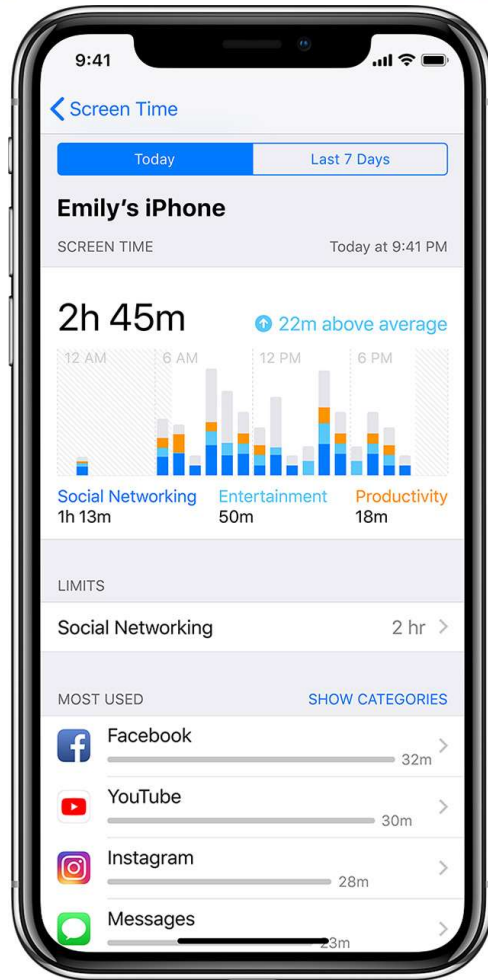 9:41
Screen Time
Today Last 7 Days
Emily's iPhone
SCREEN TIME Today at 9:41 PM
2h 45m 22m above average
12 AM 6 AM 12 PM 6 PM
Social Networking Entertainment Productivity
1h 13m 50m 18m
LIMITS
Social Networking 2 hr
MOST USED SHOW CATEGORIES
Facebook
32m
YouTube
30m
Instagram
28m
Messages
23m